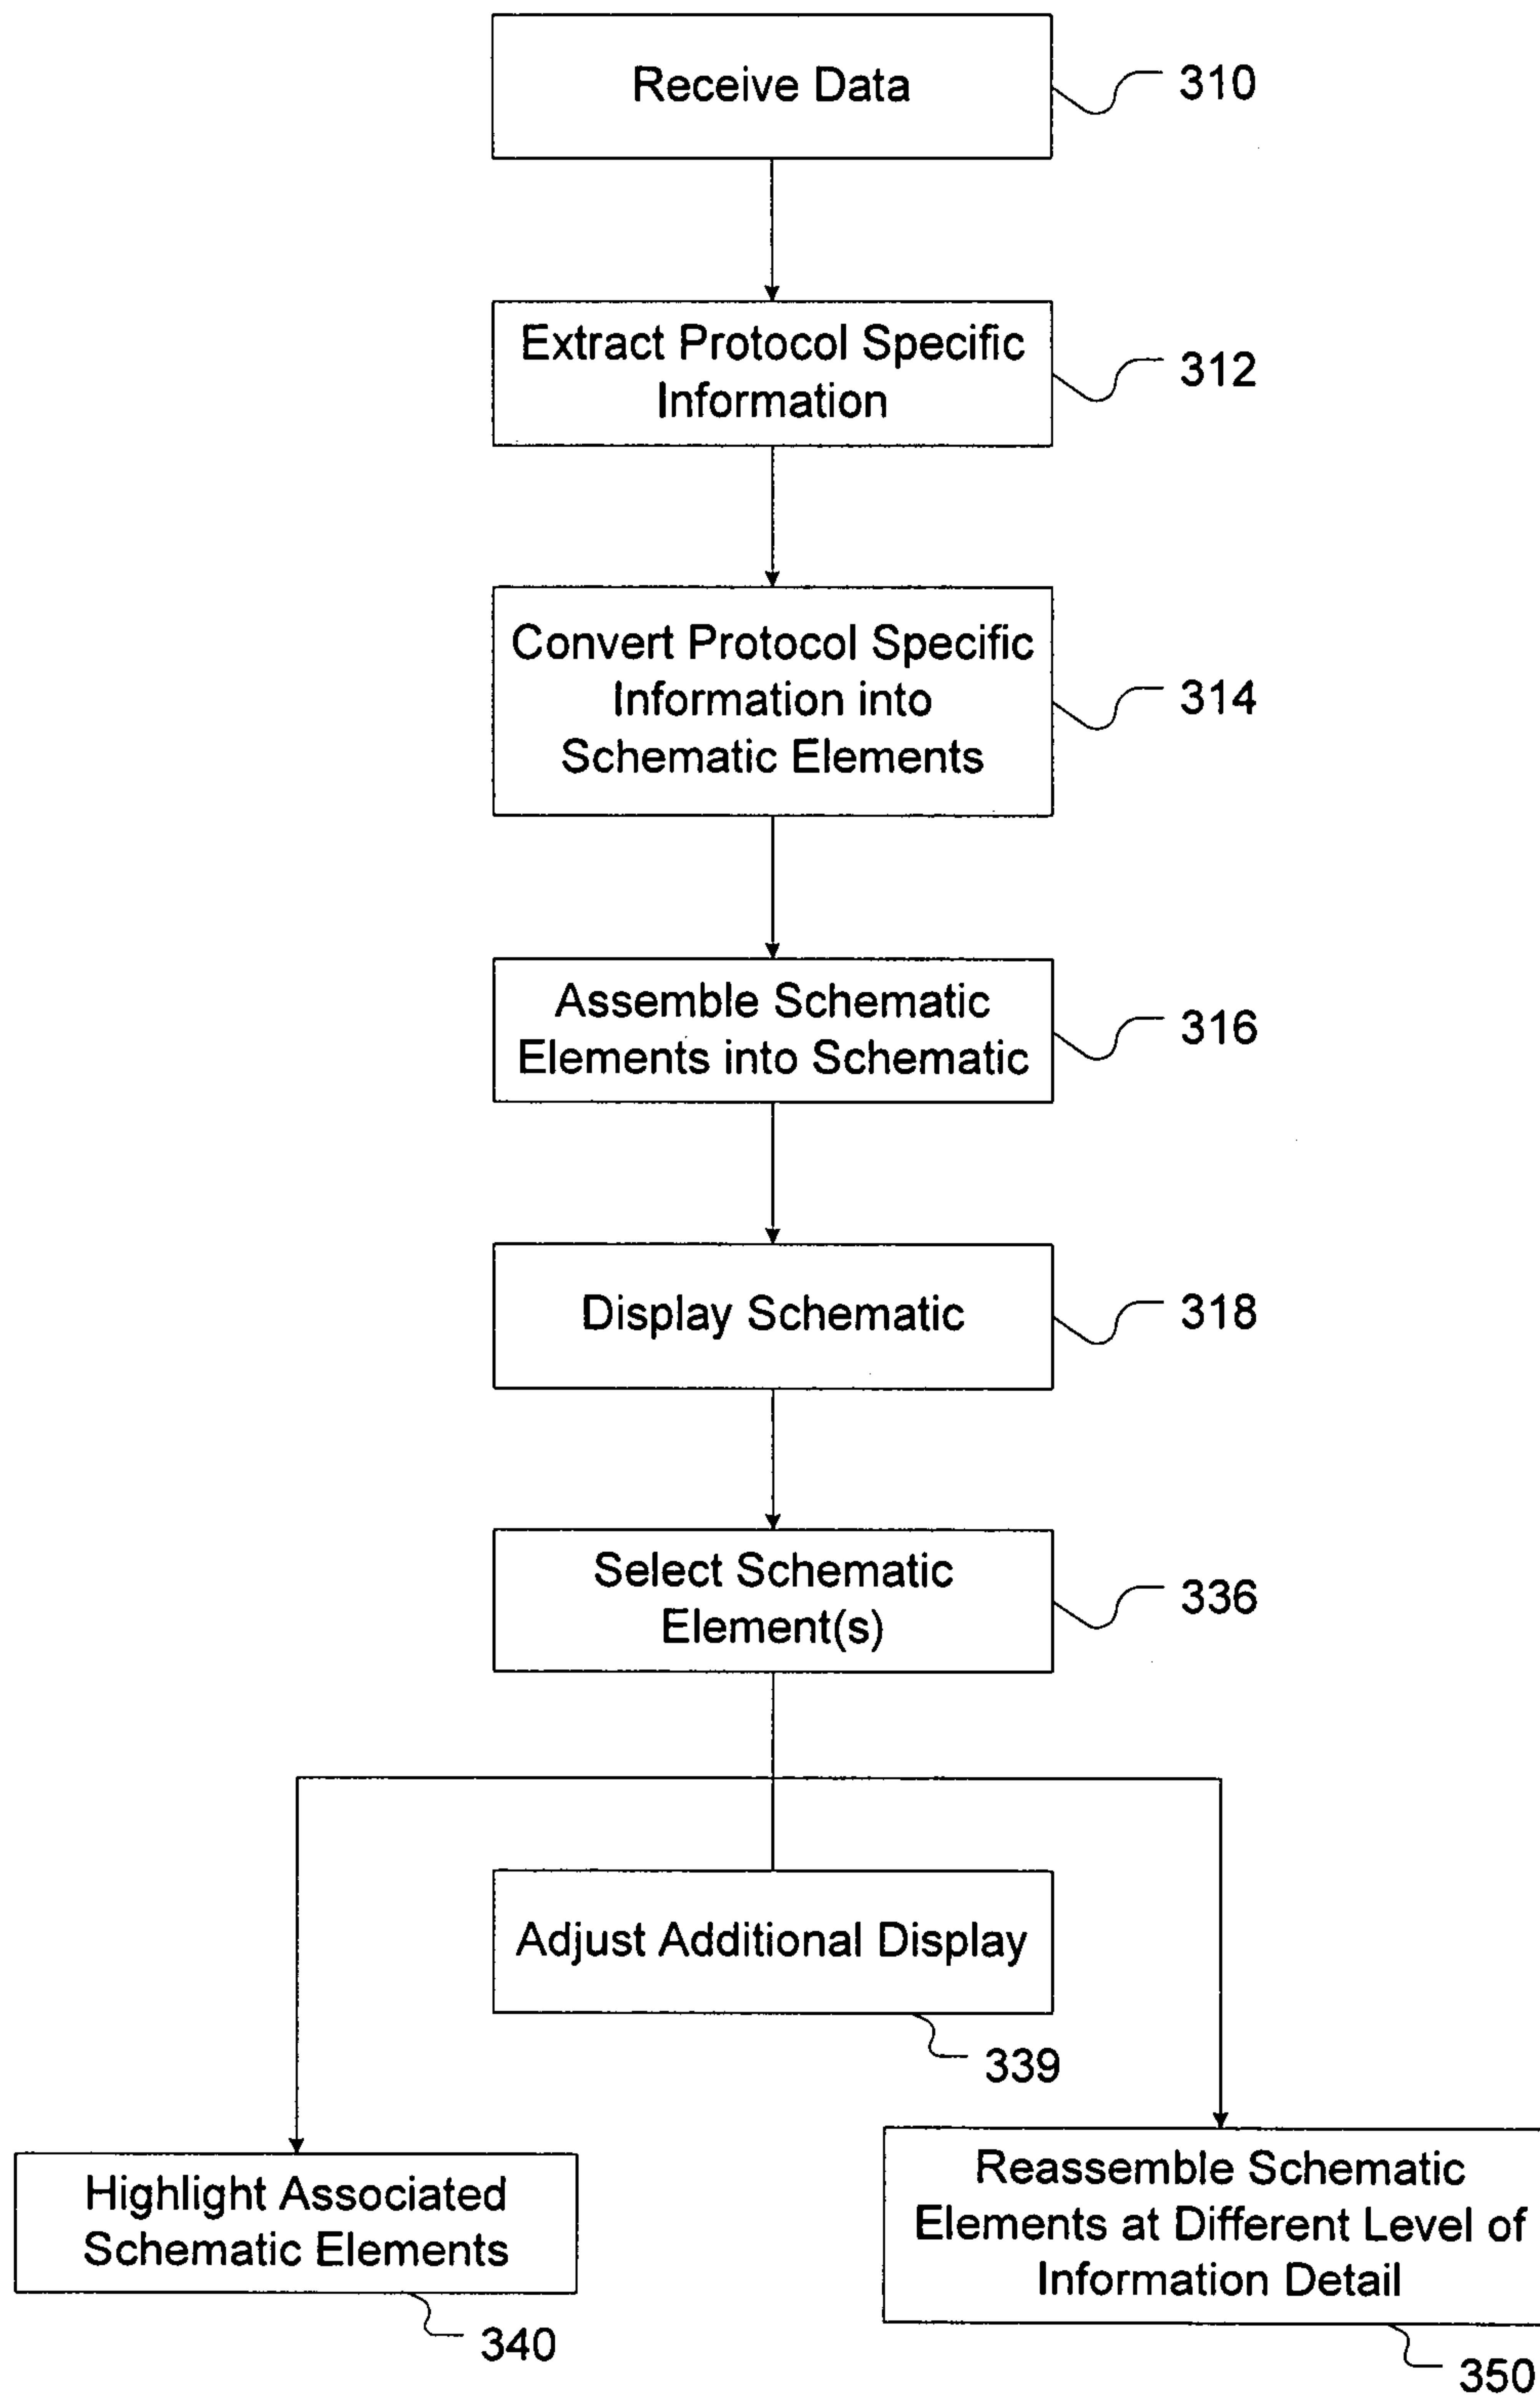 Receive Data
310
Extract Protocol Specific
Information
312
Convert Protocol Specific
Information into
Schematic Elements
314
Assemble Schematic
Elements into Schematic
316
Display Schematic
318
Select Schematic
Element(s)
336
Adjust Additional Display
339
Highlight Associated
Schematic Elements
340
Reassemble Schematic
Elements at Different Level of
Information Detail
350